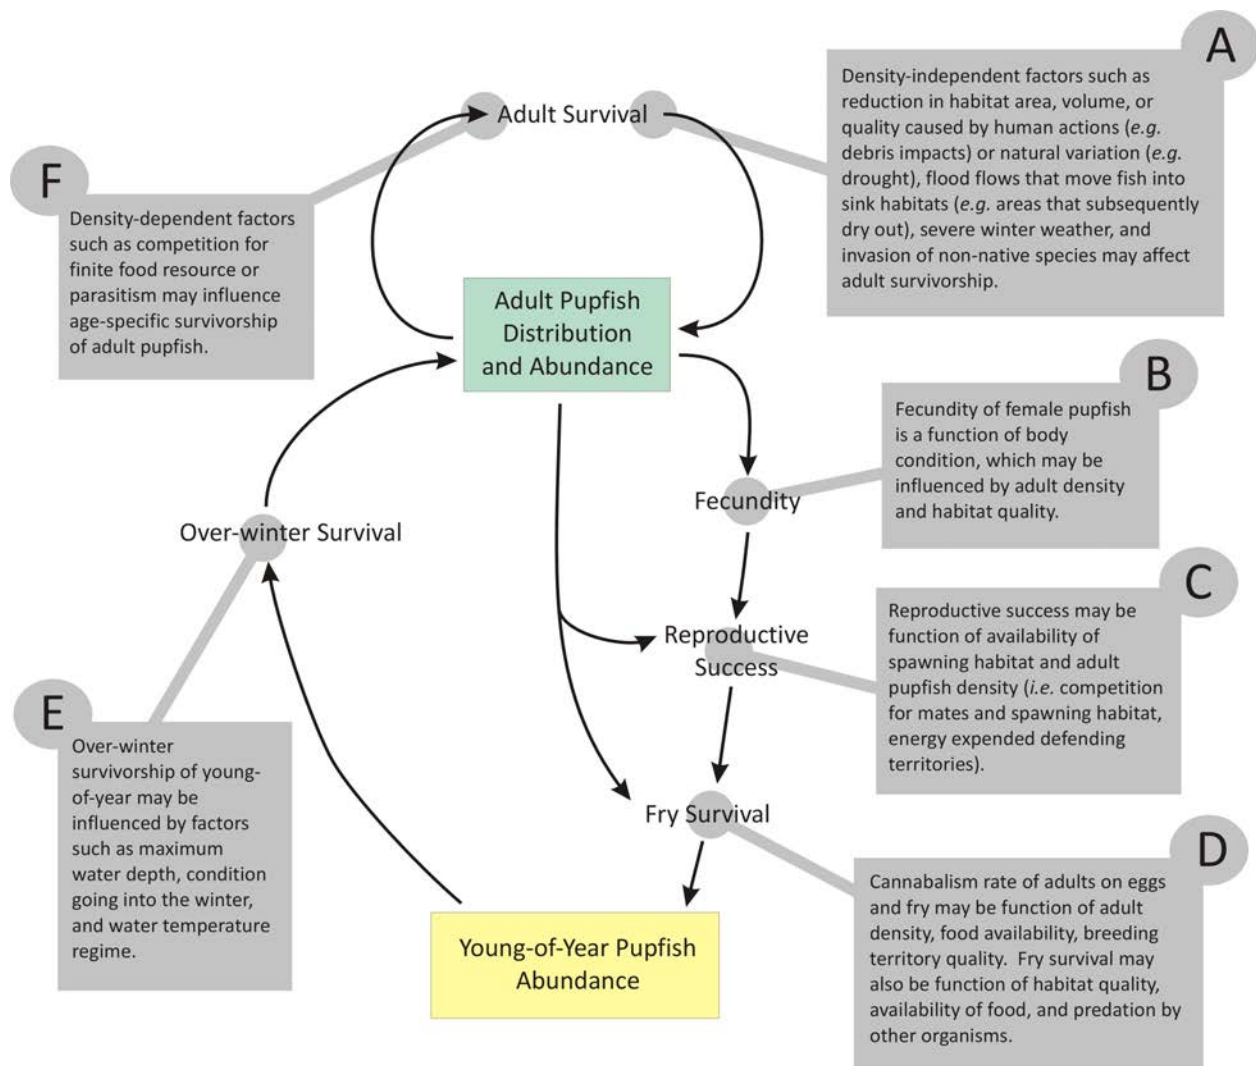 A
Density-independent factors such as
reduction in habitat area, volume, or
quality caused by human actions (e.g.
debris impacts) or natural variation (e.g.
drought), flood flows that move fish into
sink habitats (e.g. areas that subsequently
dry out), severe winter weather, and
invasion of non-native species may affect
adult survivorship.
Adult Survival
F
Density-dependent factors
such as competition for
finite food resource or
parasitism may influence
age-specific survivorship
of adult pupfish.
Adult Pupfish
Distribution
and Abundance
B
Fecundity of female pupfish
is a function of body
condition, which may be
influenced by adult density
and habitat quality.
Fecundity
Over-winter Survival
C
Reproductive success may be
function of availability of
spawning habitat and adult
pupfish density (i.e. competition
for mates and spawning habitat,
energy expended defending
territories).
Reproductive
Success
E
Over-winter
survivorship of young-
of-year may be
influenced by factors
such as maximum
water depth, condition
going into the winter,
and water temperature
regime.
Fry Survival
D
Cannabalism rate of adults on eggs
and fry may be function of adult
density, food availability, breeding
territory quality.  Fry survival may
also be function of habitat quality,
availability of food, and predation by
other organisms.
Young-of-Year Pupfish
Abundance